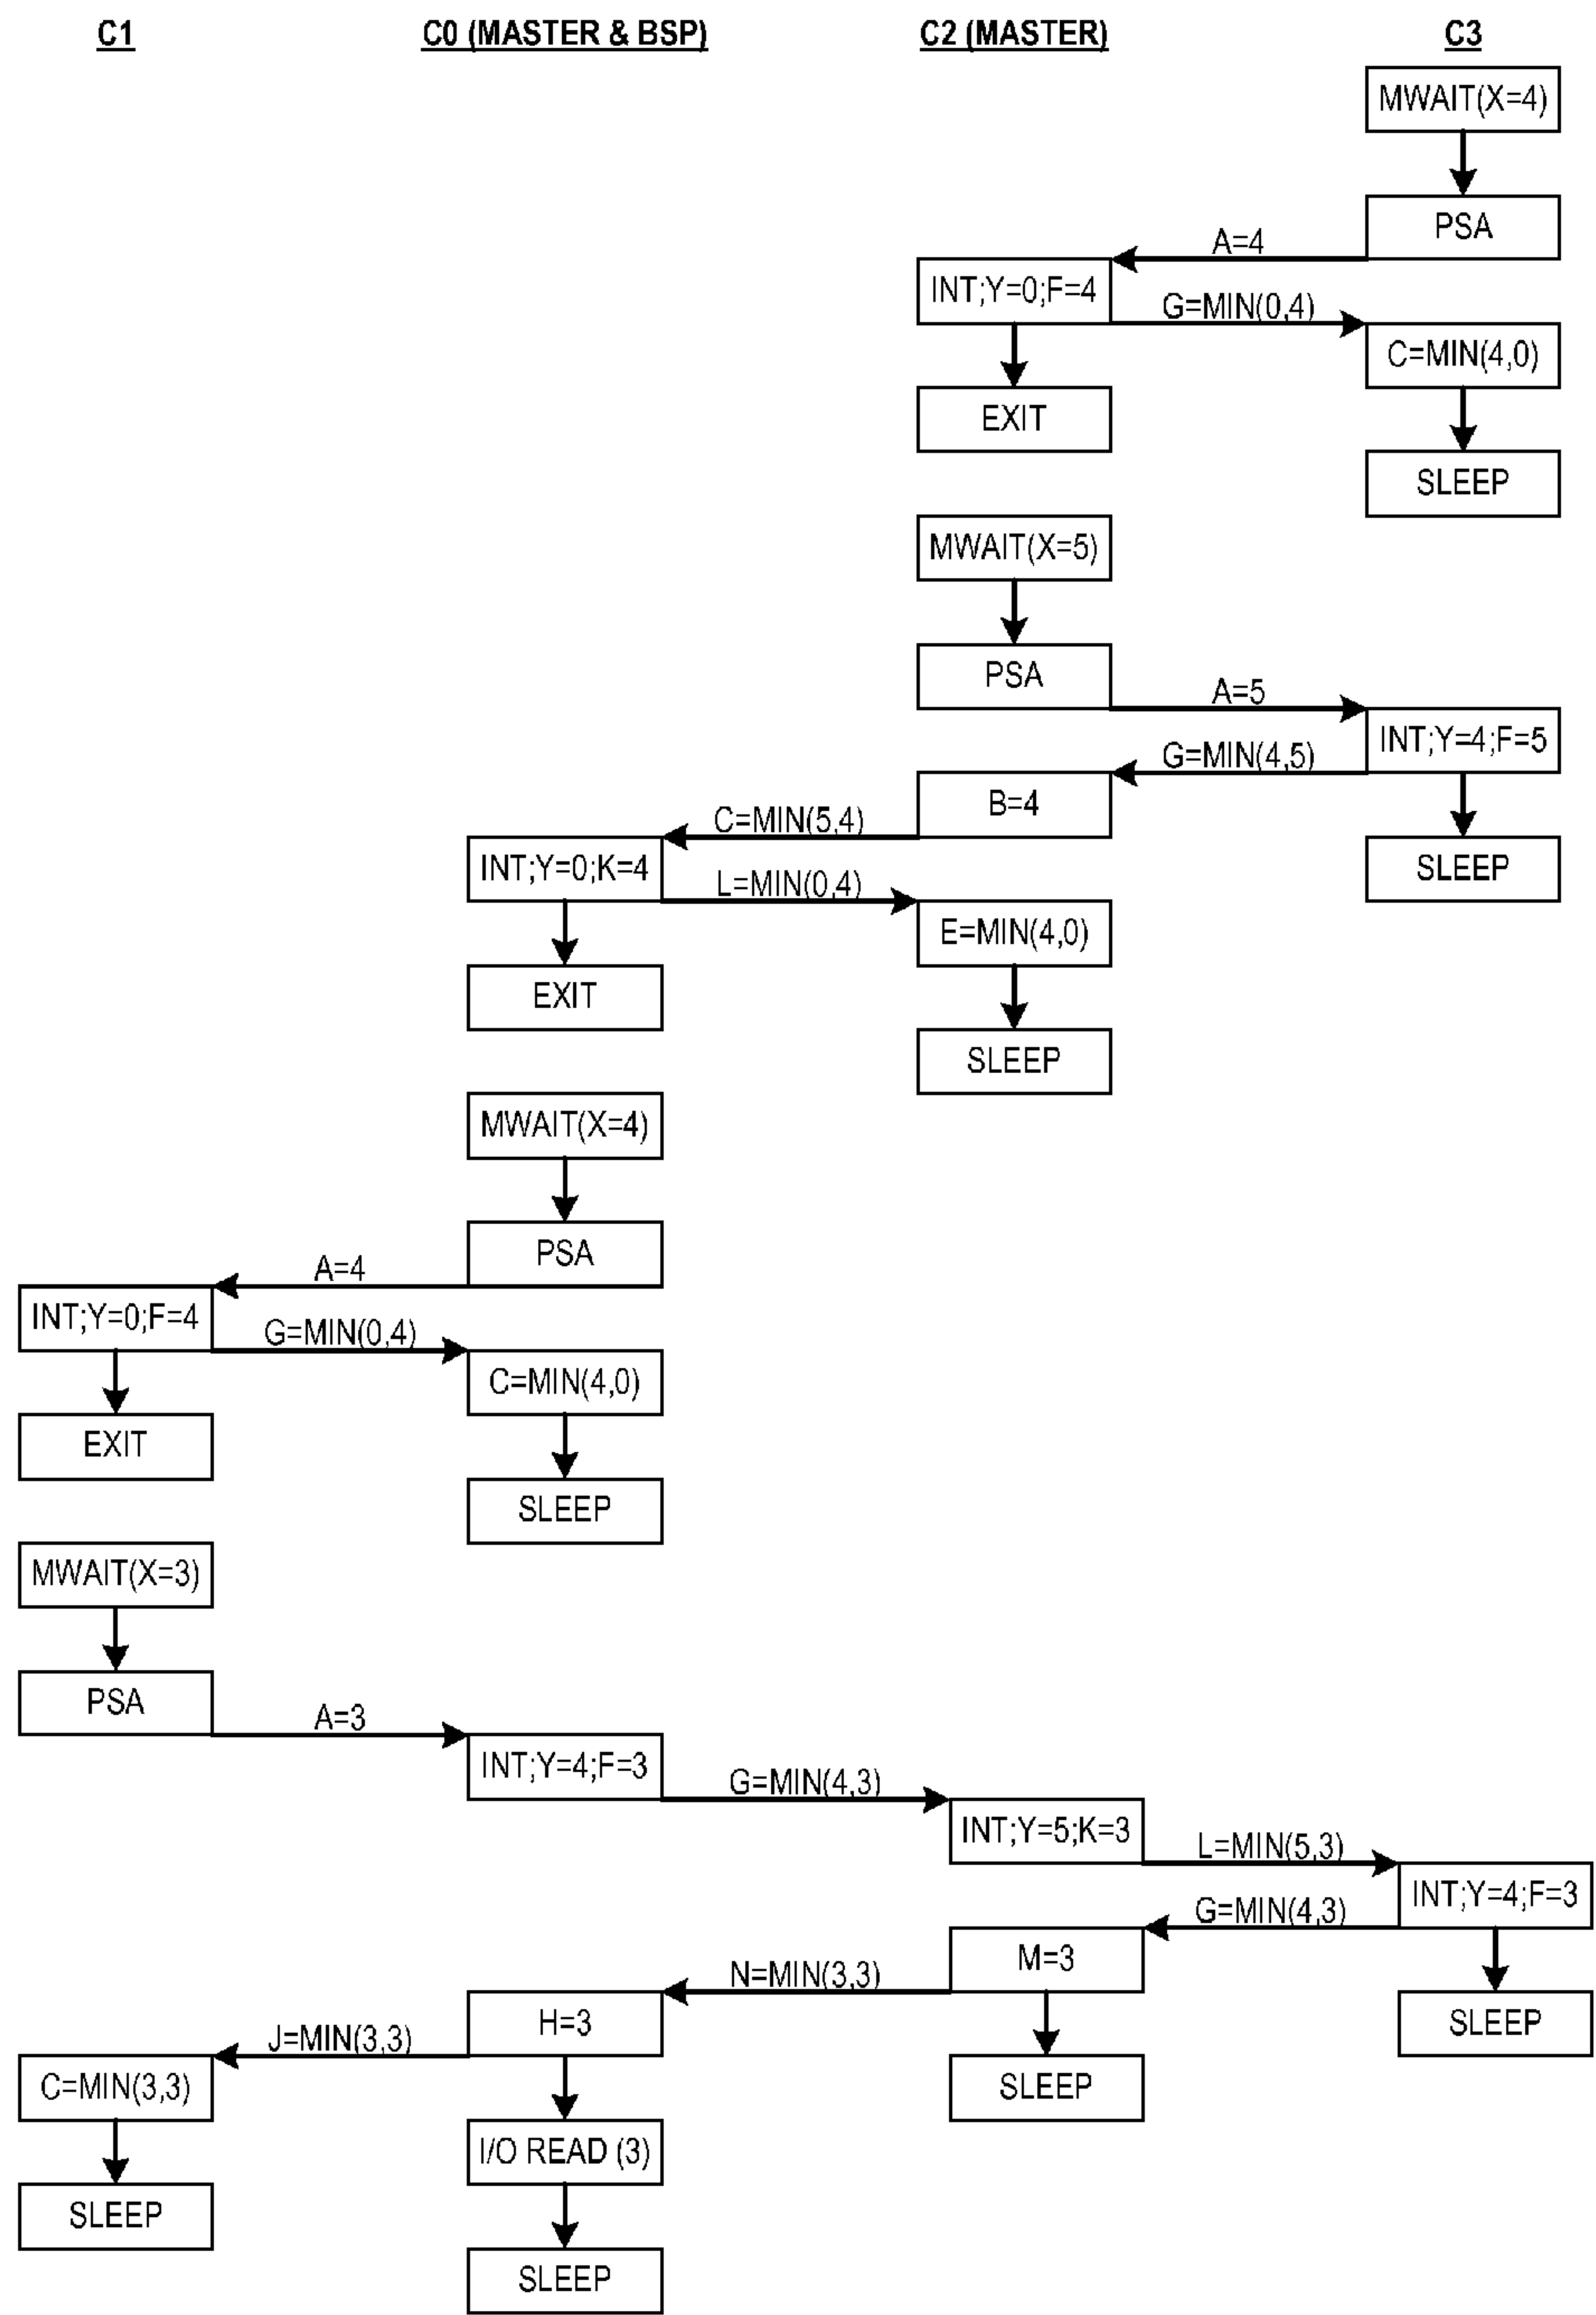 C1
C0 (MASTER & BSP)
C2 (MASTER)
C3
MWAIT(X=4)
PSA
A=4
INT;Y=0;F=4
G=MIN(0,4)
C=MIN(4,0)
EXIT
SLEEP
MWAIT(X=5)
PSA
A=5
INT;Y=4;F=5
G=MIN(4,5)
B=4
C=MIN(5,4)
SLEEP
INT;Y=0;K=4
L=MIN(0,4)
E=MIN(4,0)
EXIT
SLEEP
MWAIT(X=4)
PSA
A=4
INT;Y=0;F=4
G=MIN(0,4)
C=MIN(4,0)
EXIT
SLEEP
MWAIT(X=3)
PSA
A=3
INT;Y=4;F=3
G=MIN(4,3)
INT;Y=5;K=3
L=MIN(5,3)
INT;Y=4;F=3
G=MIN(4,3)
M=3
N=MIN(3,3)
SLEEP
H=3
J=MIN(3,3)
SLEEP
C=MIN(3,3)
I/O READ (3)
SLEEP
SLEEP